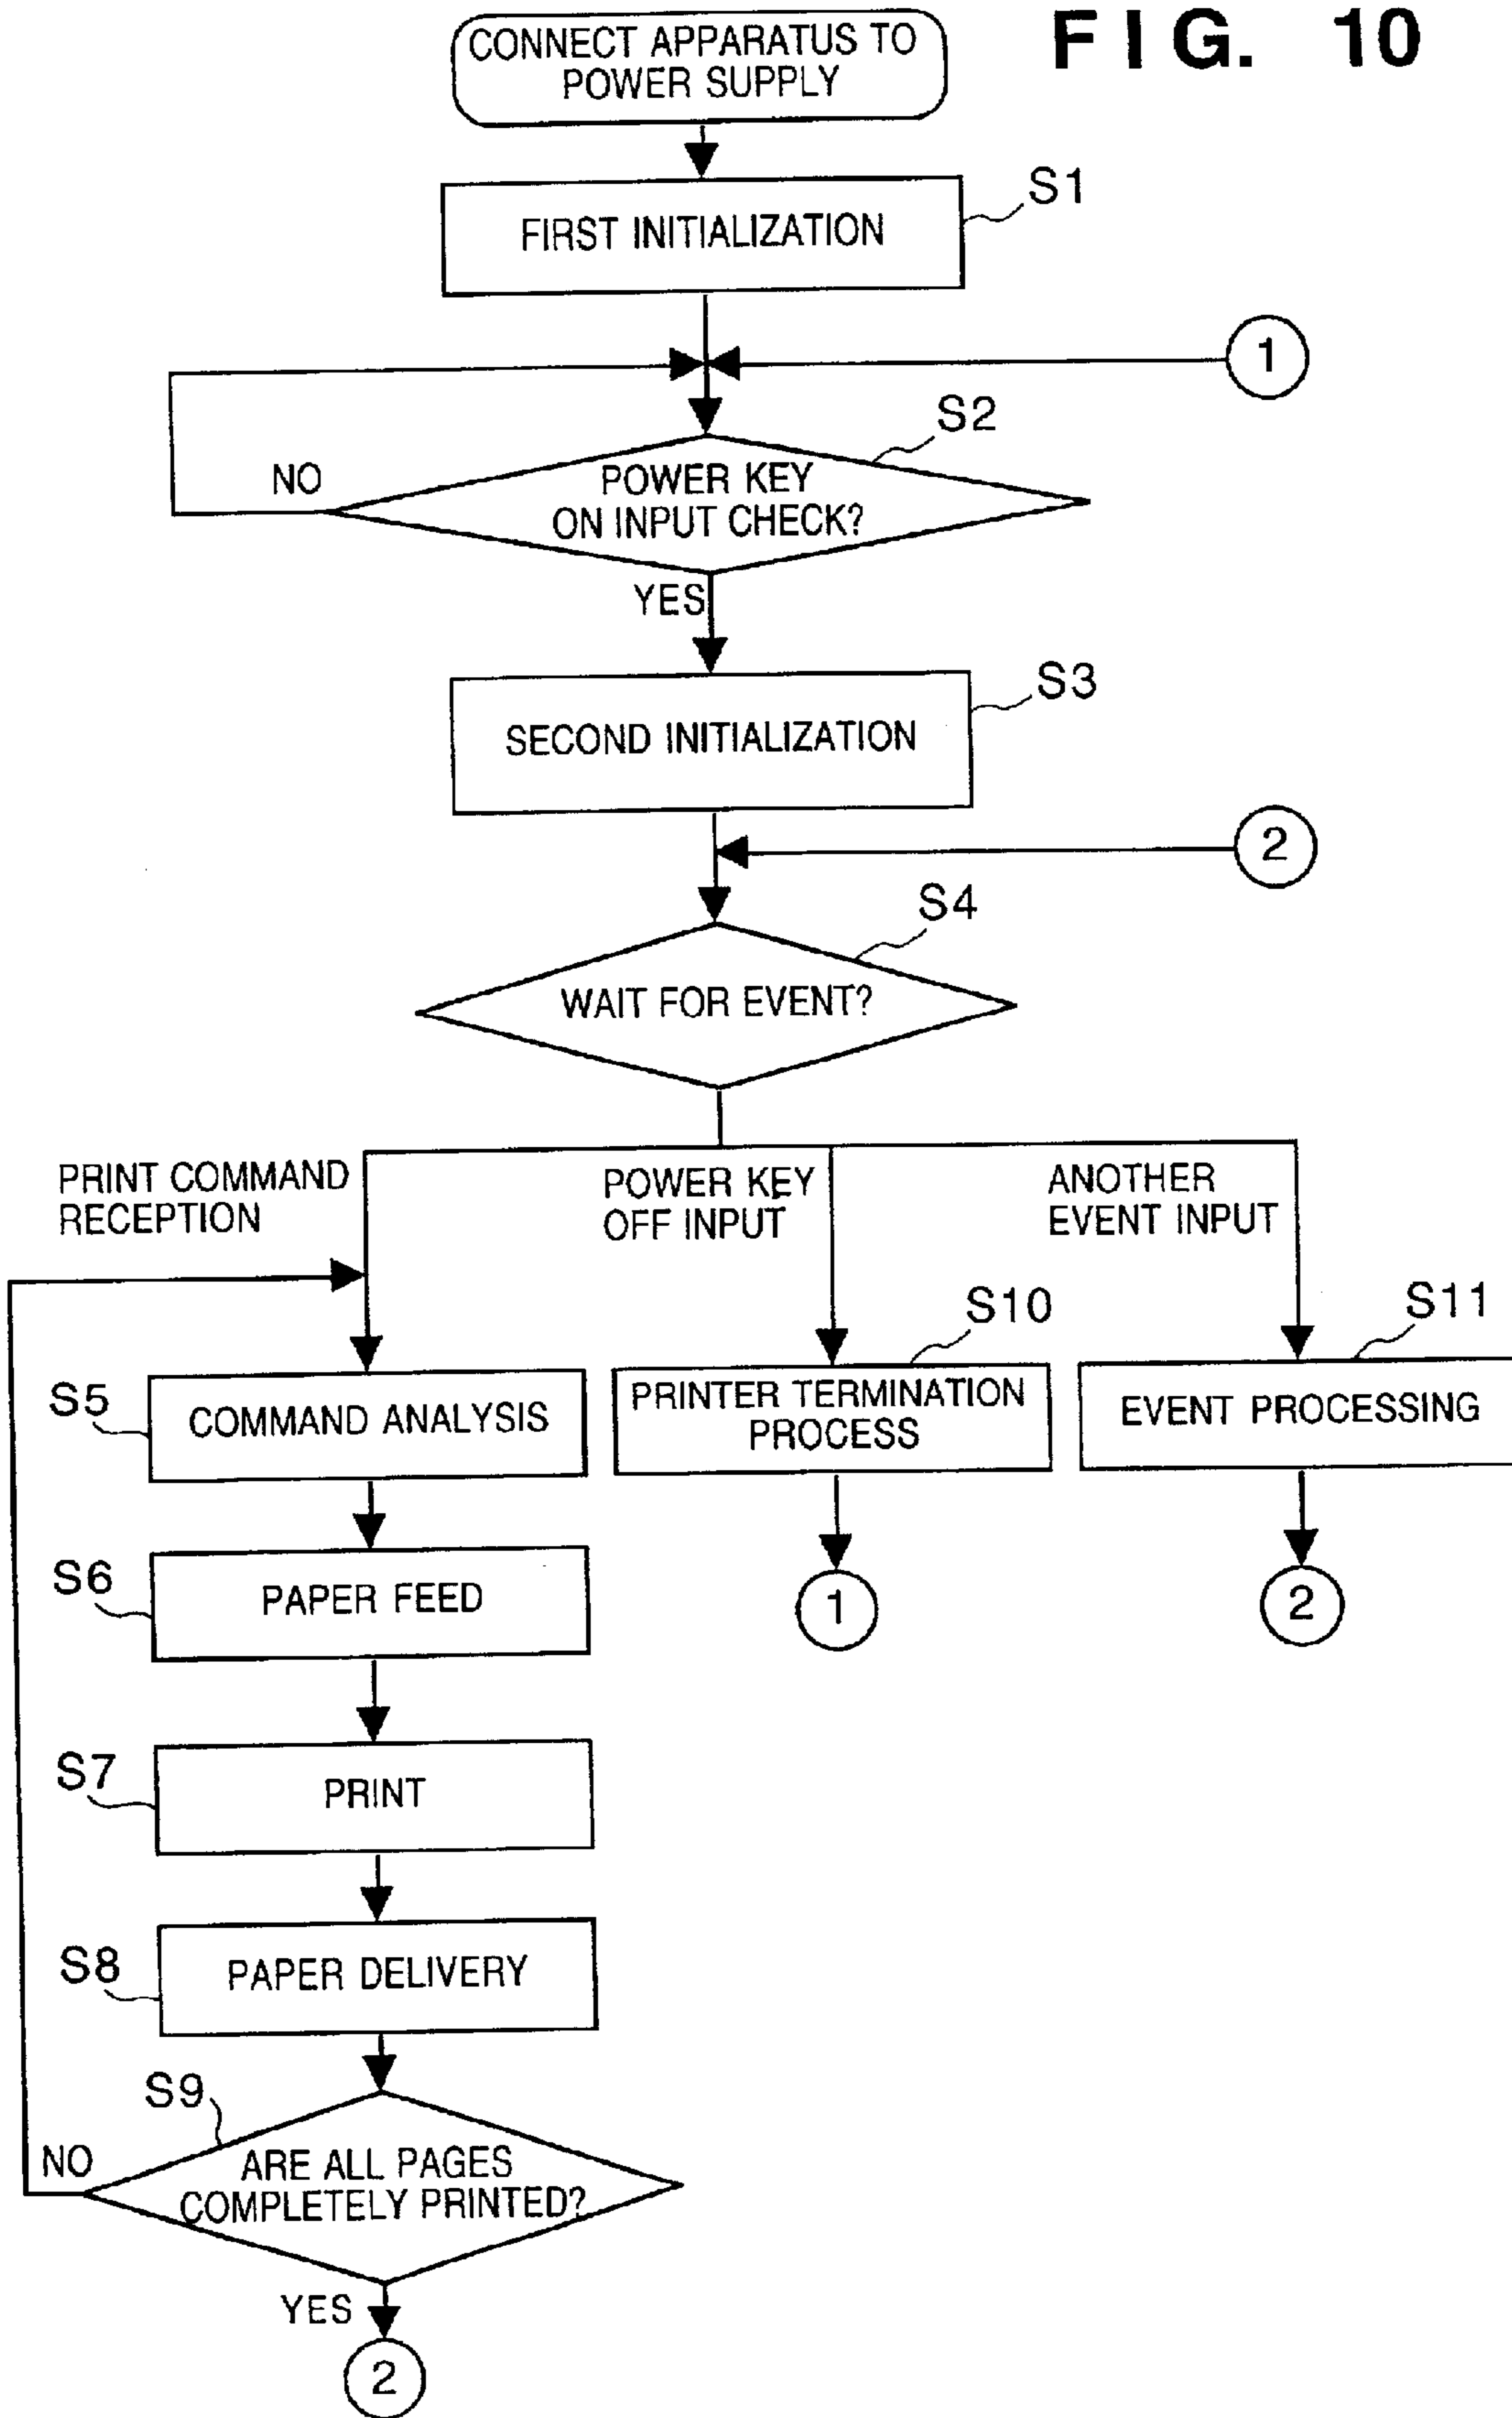 FIG. 10
CONNECT APPARATUS TO
POWER SUPPLY
S1
FIRST INITIALIZATION
1
S2
NO
POWER KEY
ON INPUT CHECK?
YES
S3
SECOND INITIALIZATION
2
S4
WAIT FOR EVENT?
PRINT COMMAND
RECEPTION
POWER KEY
OFF INPUT
ANOTHER
EVENT INPUT
S5
COMMAND ANALYSIS
S10
PRINTER TERMINATION
PROCESS
S11
EVENT PROCESSING
S6
PAPER FEED
1
2
S7
PRINT
S8
PAPER DELIVERY
S9
NO
ARE ALL PAGES
COMPLETELY PRINTED?
YES
2